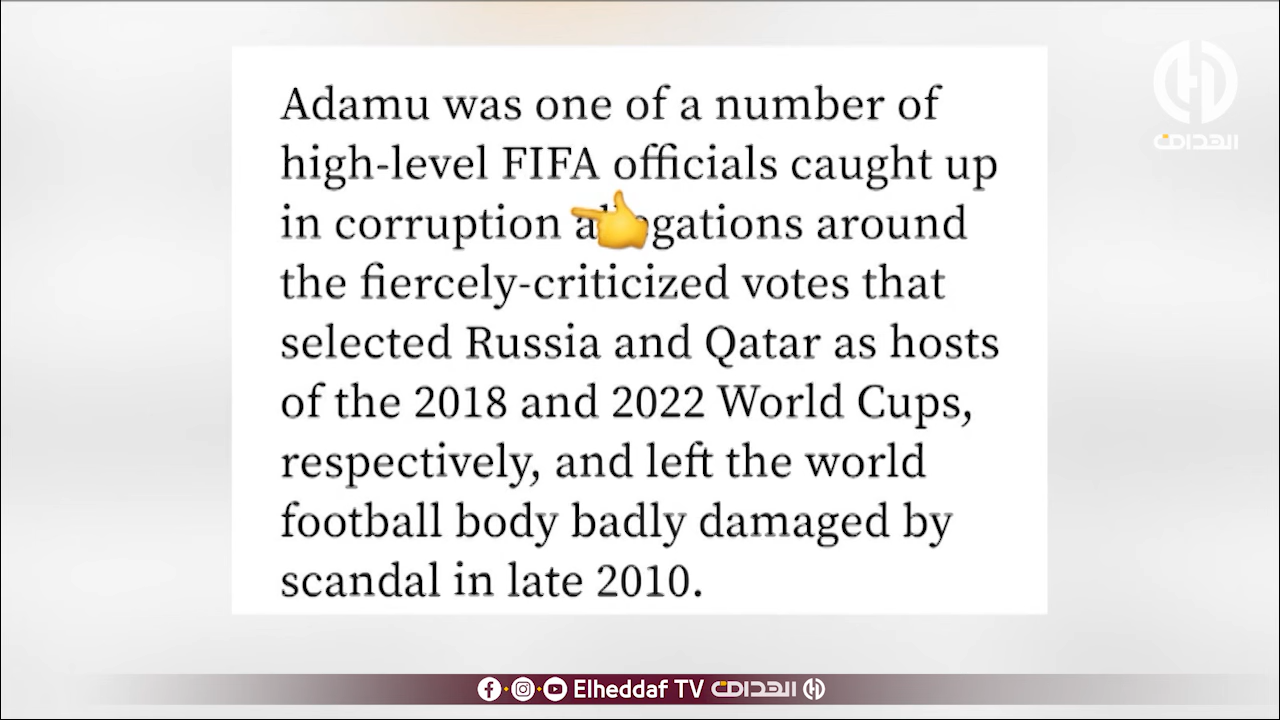 Adamu was one of a number of
high-level FIFA officials caught up
in corruption allegations around
the fiercely-criticized votes that
selected Russia and Qatar as hosts
of the 2018 and 2022 World Cups,
respectively, and left the world
football body badly damaged by
scandal in late 2010.
الهداف
Elheddaf TV الهداف